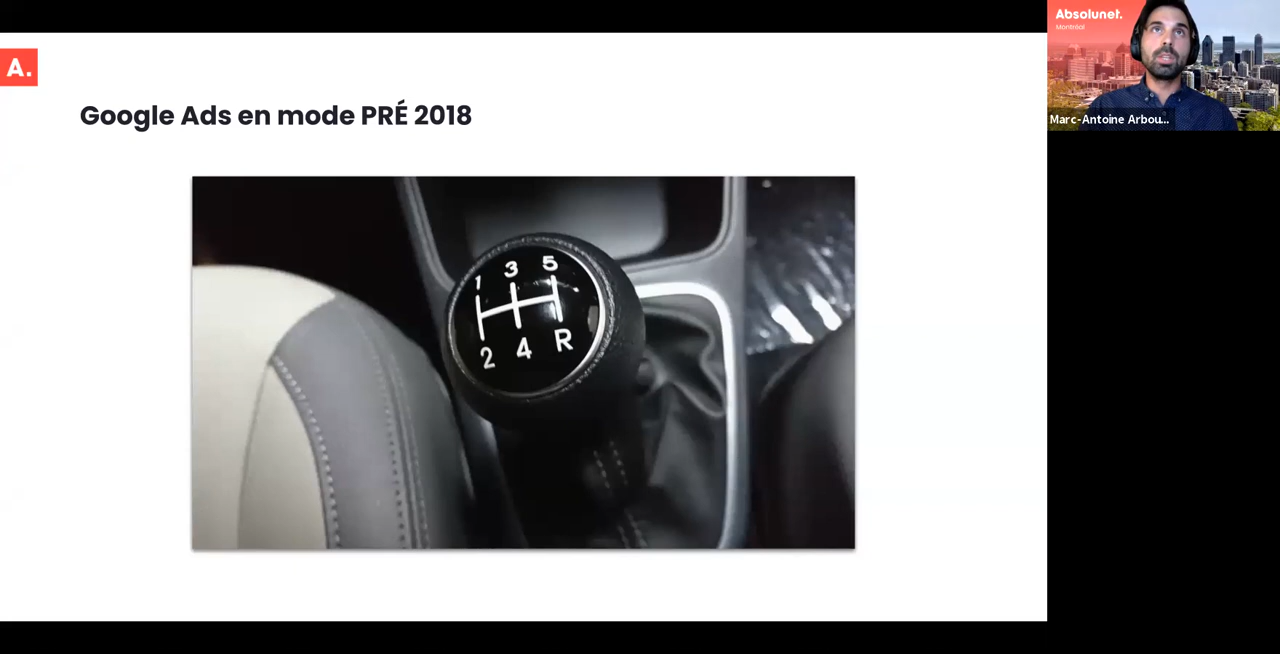 A.
Google Ads en mode PRÉ 2018
1 3 5
2 4 R
Absolunet.
Montréal
Marc-Antoine Arbou...